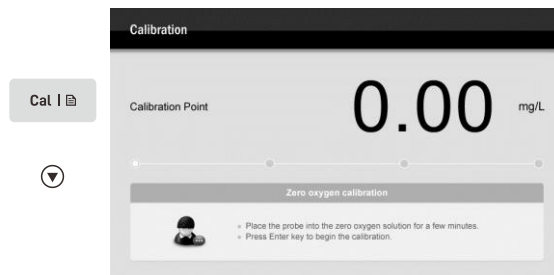 Calibration
Cal
Calibration Point
0.00 mg/L
Zero oxygen calibration
Place the probe into the zero oxygen solution for a few minutes.
Press Enter key to begin the calibration.